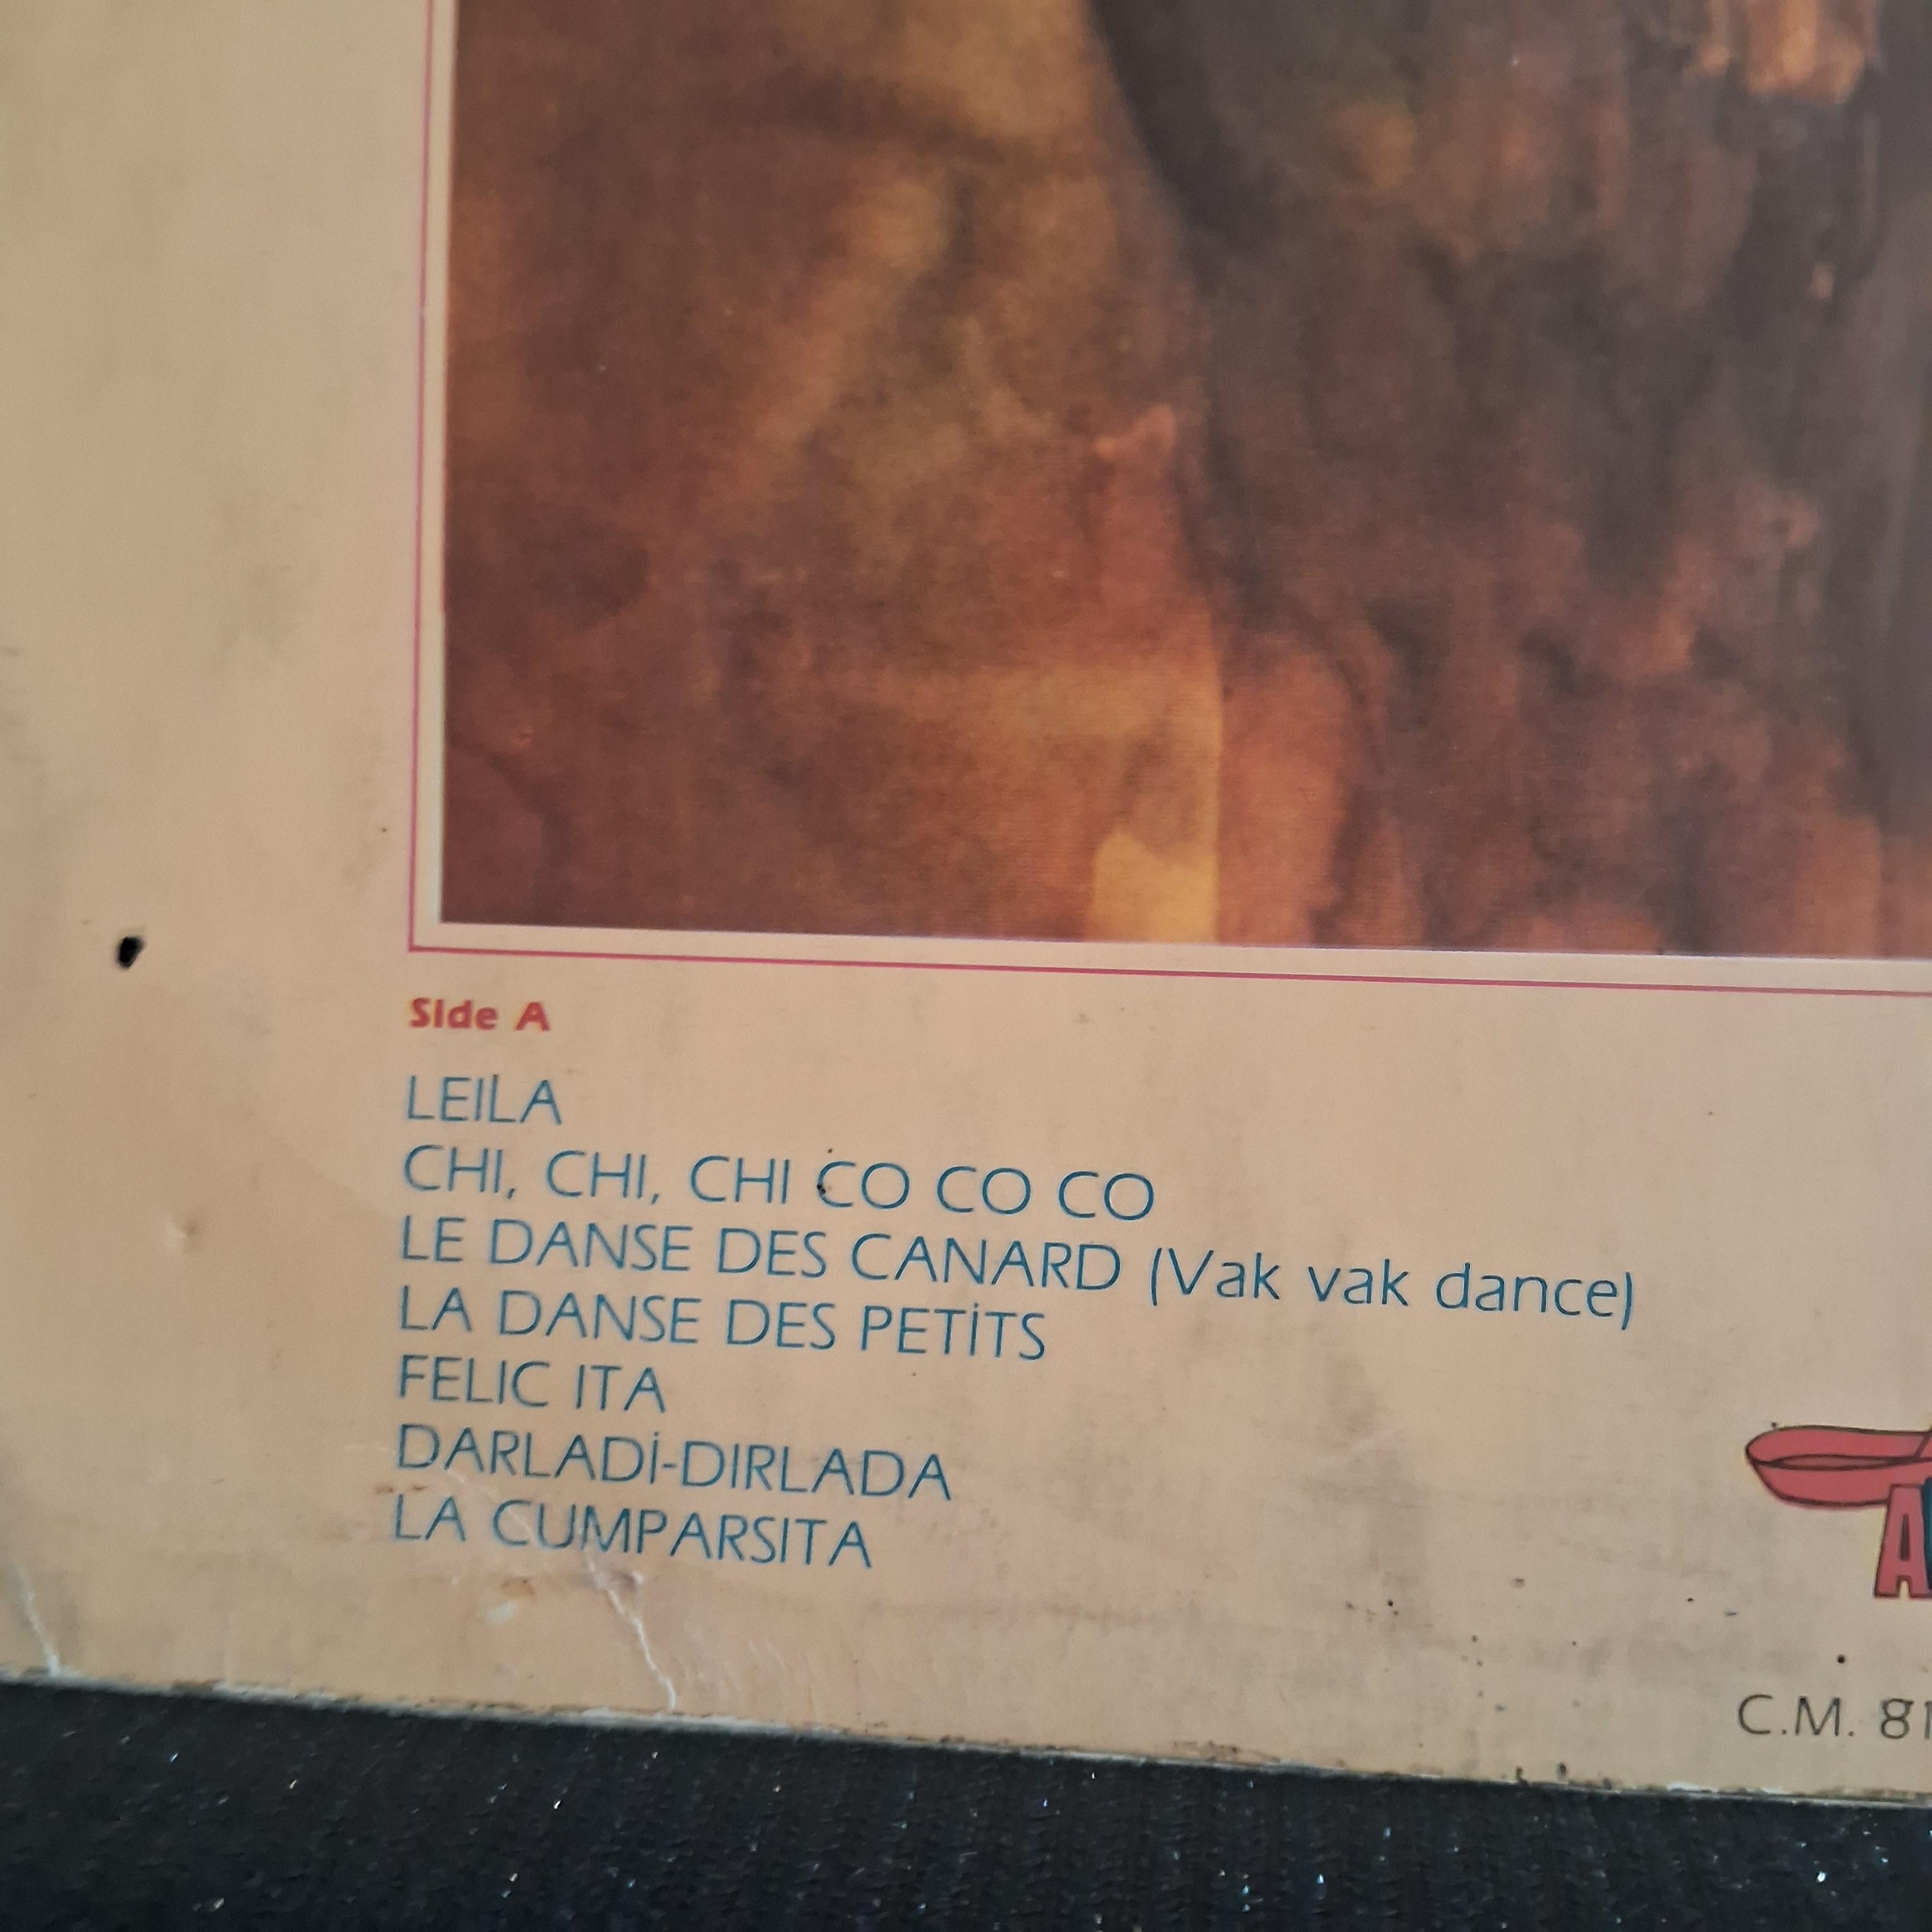 Side A
LEILA
CHI, CHI, CHI CO CO CO
LE DANSE DES CANARD (Vak vak dance)
LA DANSE DES PETİTS
FELIC ITA
DARLADİ-DIRLADA
LA CUMPARSITA
A
C.M. 81